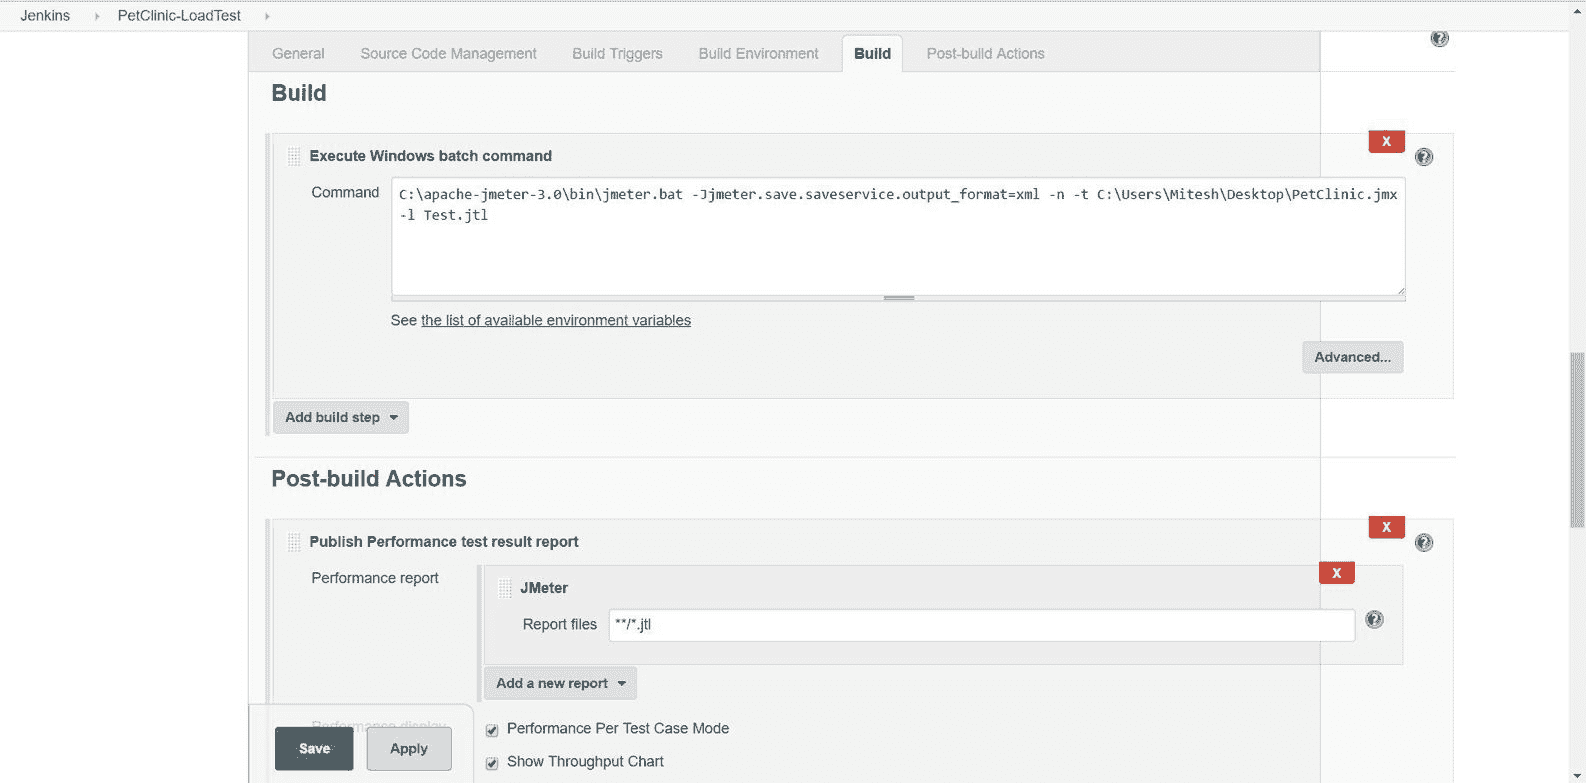 Jenkins PetClinic-LoadTest
General Source Code Management Build Triggers Build Environment Build Post-build Actions
Build
X
Execute Windows batch command
Command
C:\apache-jmeter-3.0\bin\jmeter.bat -Jjmeter.save.saveservice.output_format=xml -n -t C:\Users\Mitesh\Desktop\PetClinic.jmx
-l Test.jtl
See the list of available environment variables
Advanced...
Add build step
Post-build Actions
X
Publish Performance test result report
Performance report
X
JMeter
Report files **/*.jtl
Add a new report
Performance display
Performance Per Test Case Mode
Save Apply
Show Throughput Chart